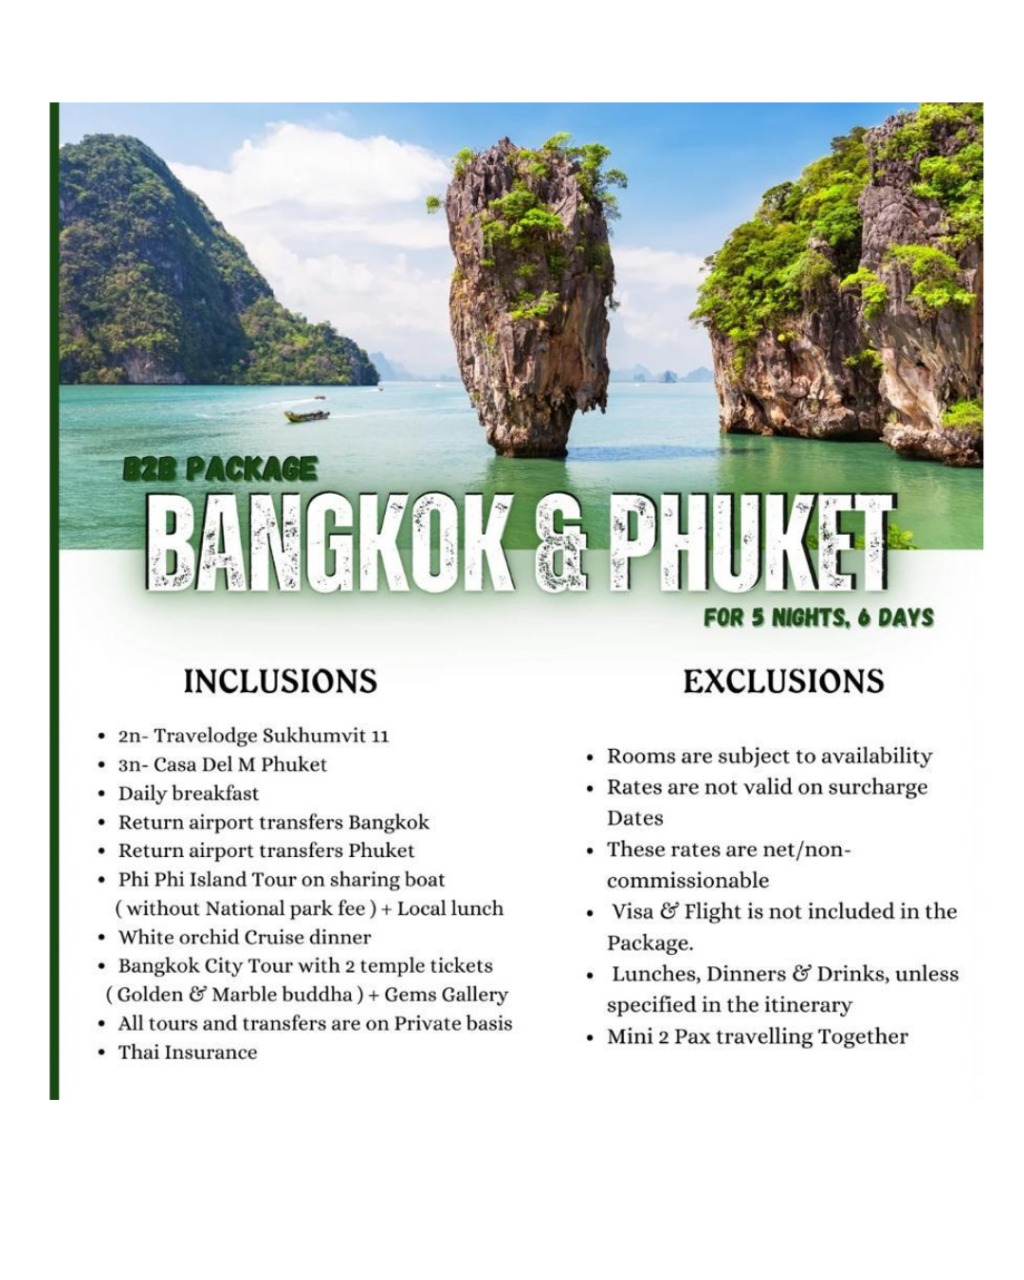 B2B PACKAGE
BANGKOK & PHUKET
FOR 5 NIGHTS, 6 DAYS
INCLUSIONS
• 2n- Travelodge Sukhumvit 11
• 3n- Casa Del M Phuket
• Daily breakfast
• Return airport transfers Bangkok
• Return airport transfers Phuket
• Phi Phi Island Tour on sharing boat
( without National park fee ) + Local lunch
• White orchid Cruise dinner
• Bangkok City Tour with 2 temple tickets
( Golden & Marble buddha ) + Gems Gallery
• All tours and transfers are on Private basis
• Thai Insurance
EXCLUSIONS
• Rooms are subject to availability
• Rates are not valid on surcharge
Dates
• These rates are net/non-
commissionable
• Visa & Flight is not included in the
Package.
• Lunches, Dinners & Drinks, unless
specified in the itinerary
• Mini 2 Pax travelling Together